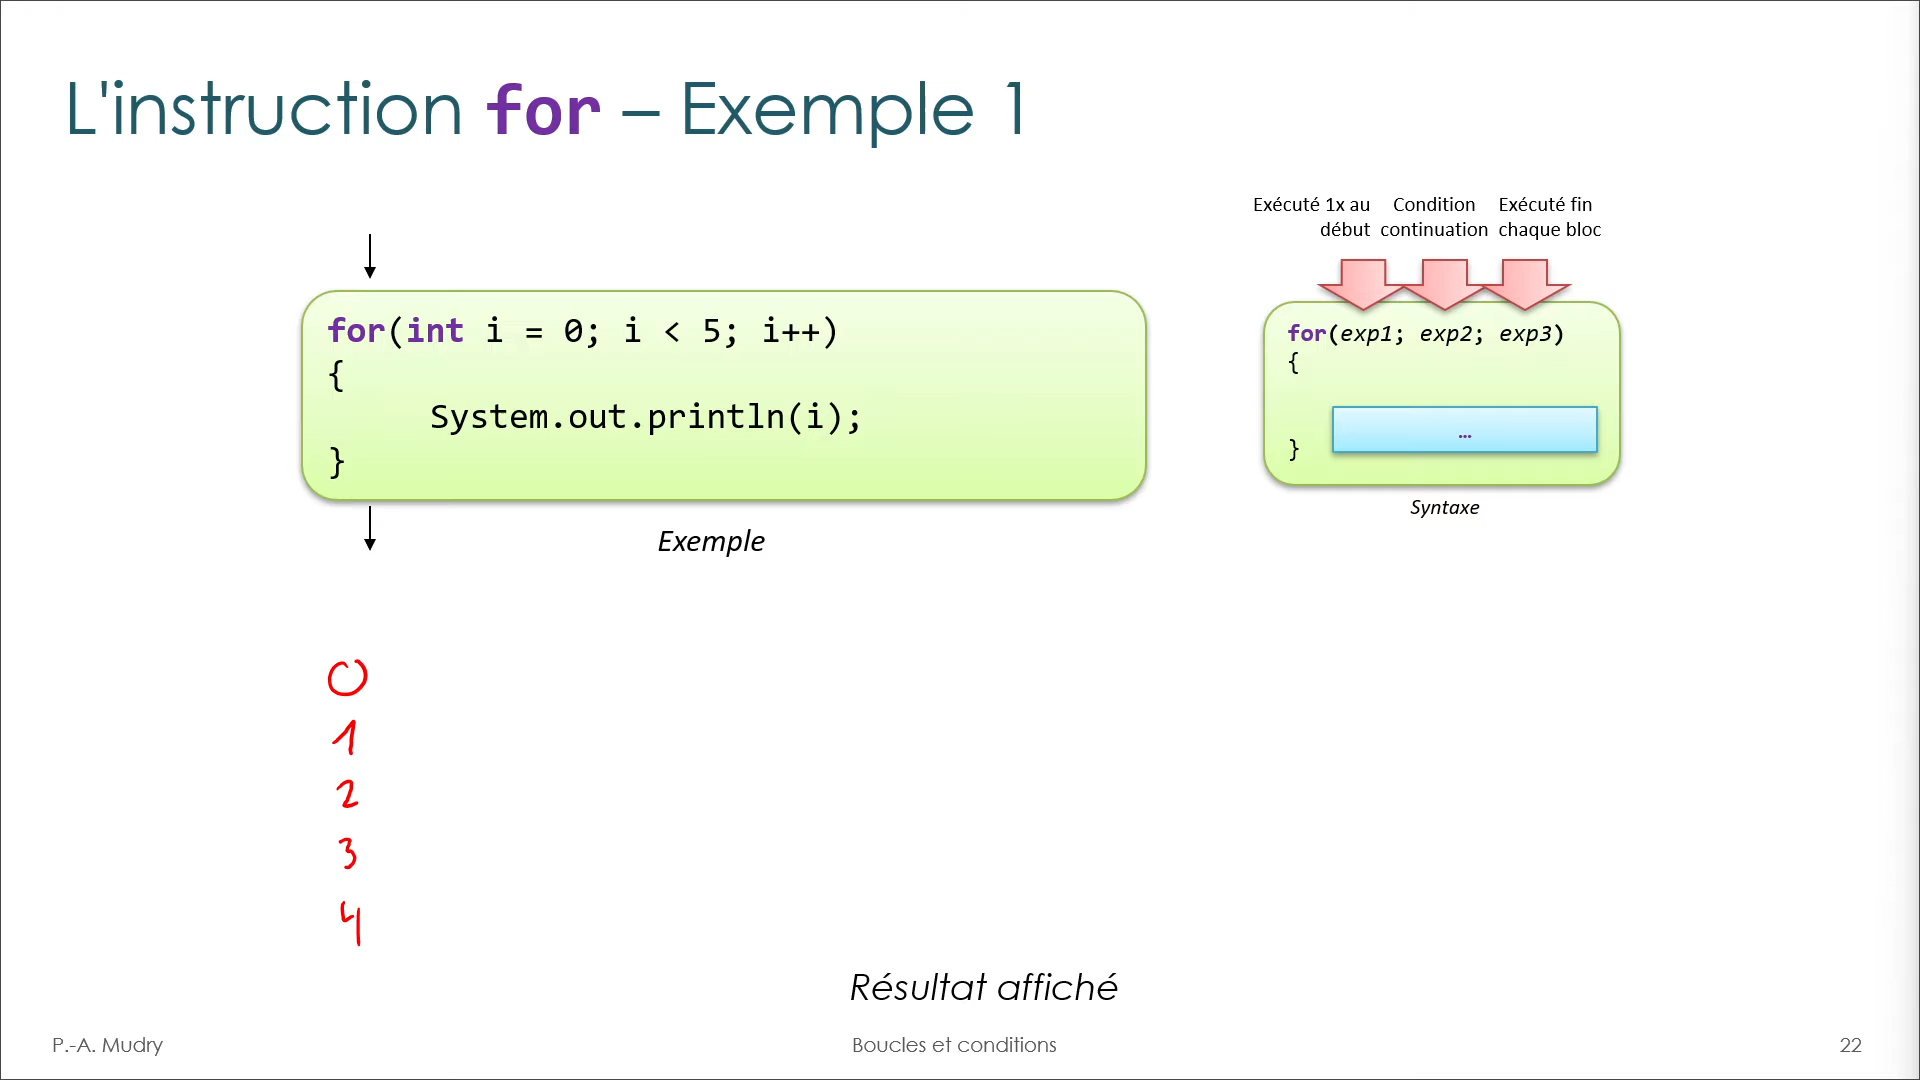 L'instruction for – Exemple 1
Exécuté 1x au début
Condition continuation
Exécuté fin chaque bloc
for(int i = 0; i < 5; i++)
{
System.out.println(i);
}
Exemple
for(exp1; exp2; exp3)
{
…
}
Syntaxe
0
1
2
3
4
Résultat affiché
P.-A. Mudry
Boucles et conditions
22